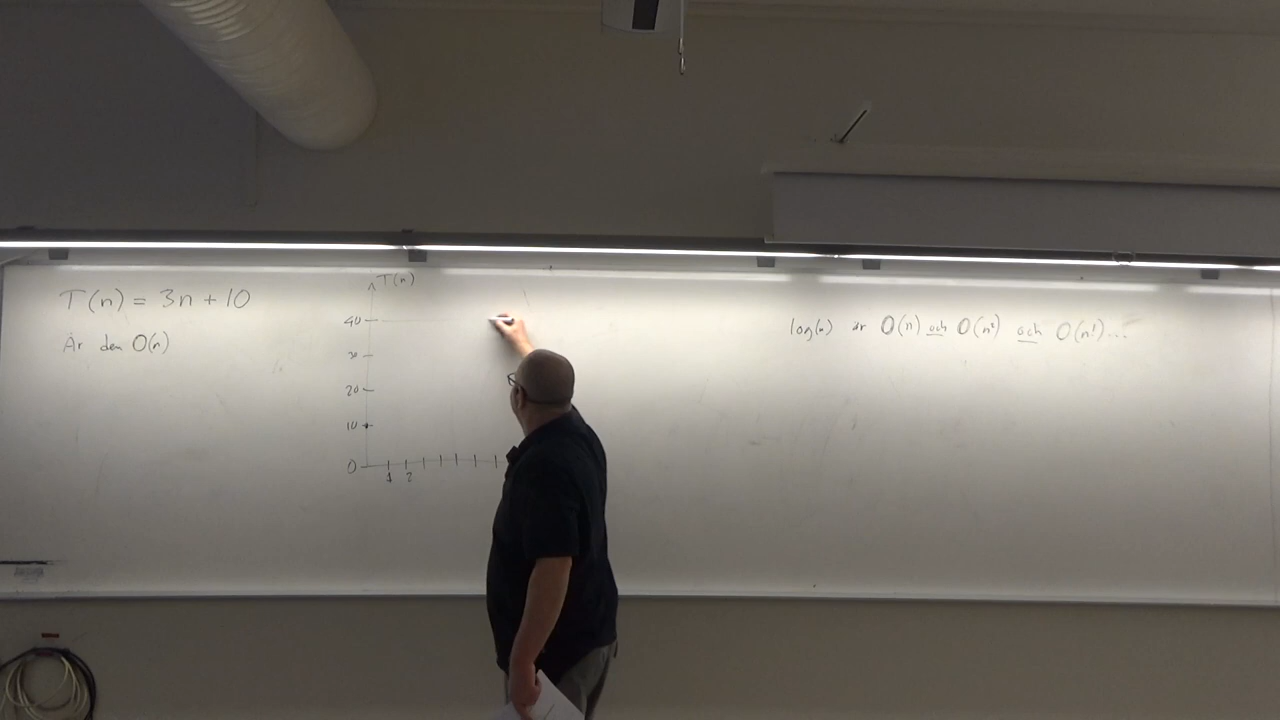 T(n) = 3n + 10
Är den O(n)
T(n)
40
30
20
10
0
1 2
log(n) är O(n) och O(n²) och O(n!)...